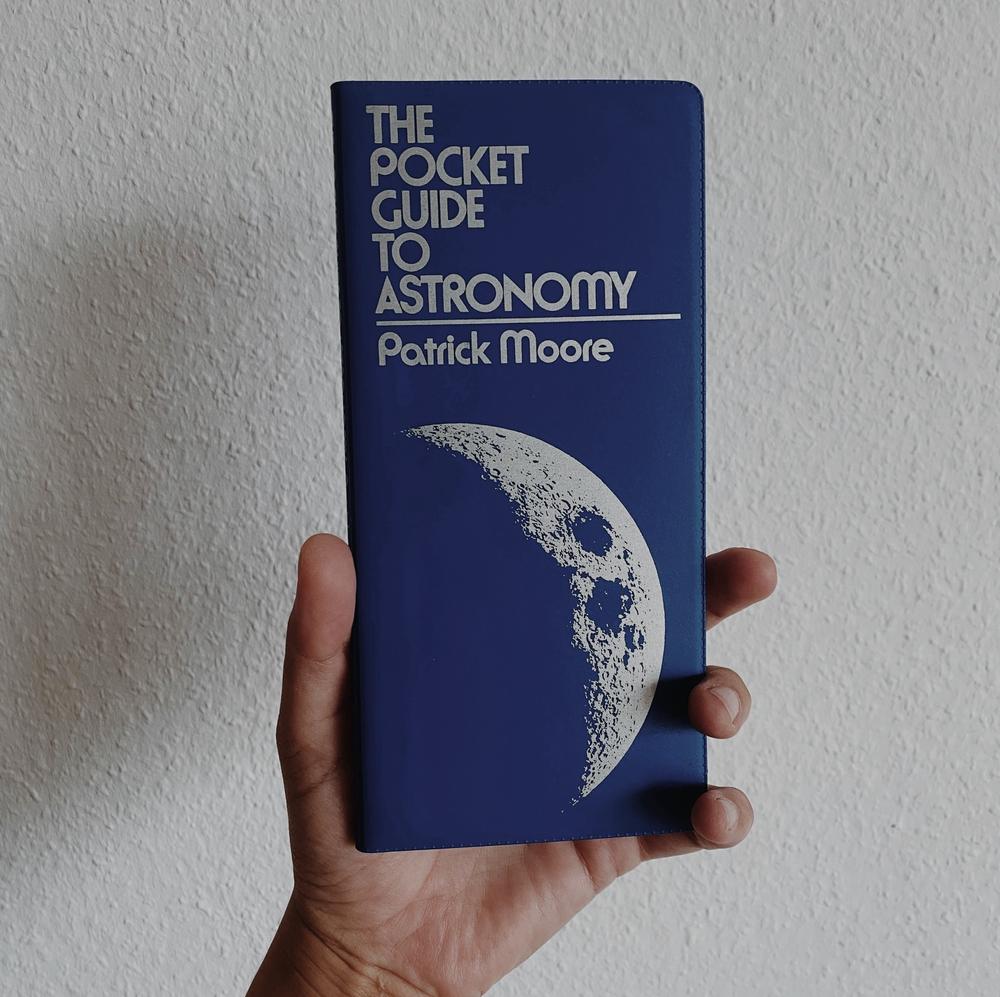 THE
POCKET
GUIDE
TO
ASTRONOMY
Patrick Moore